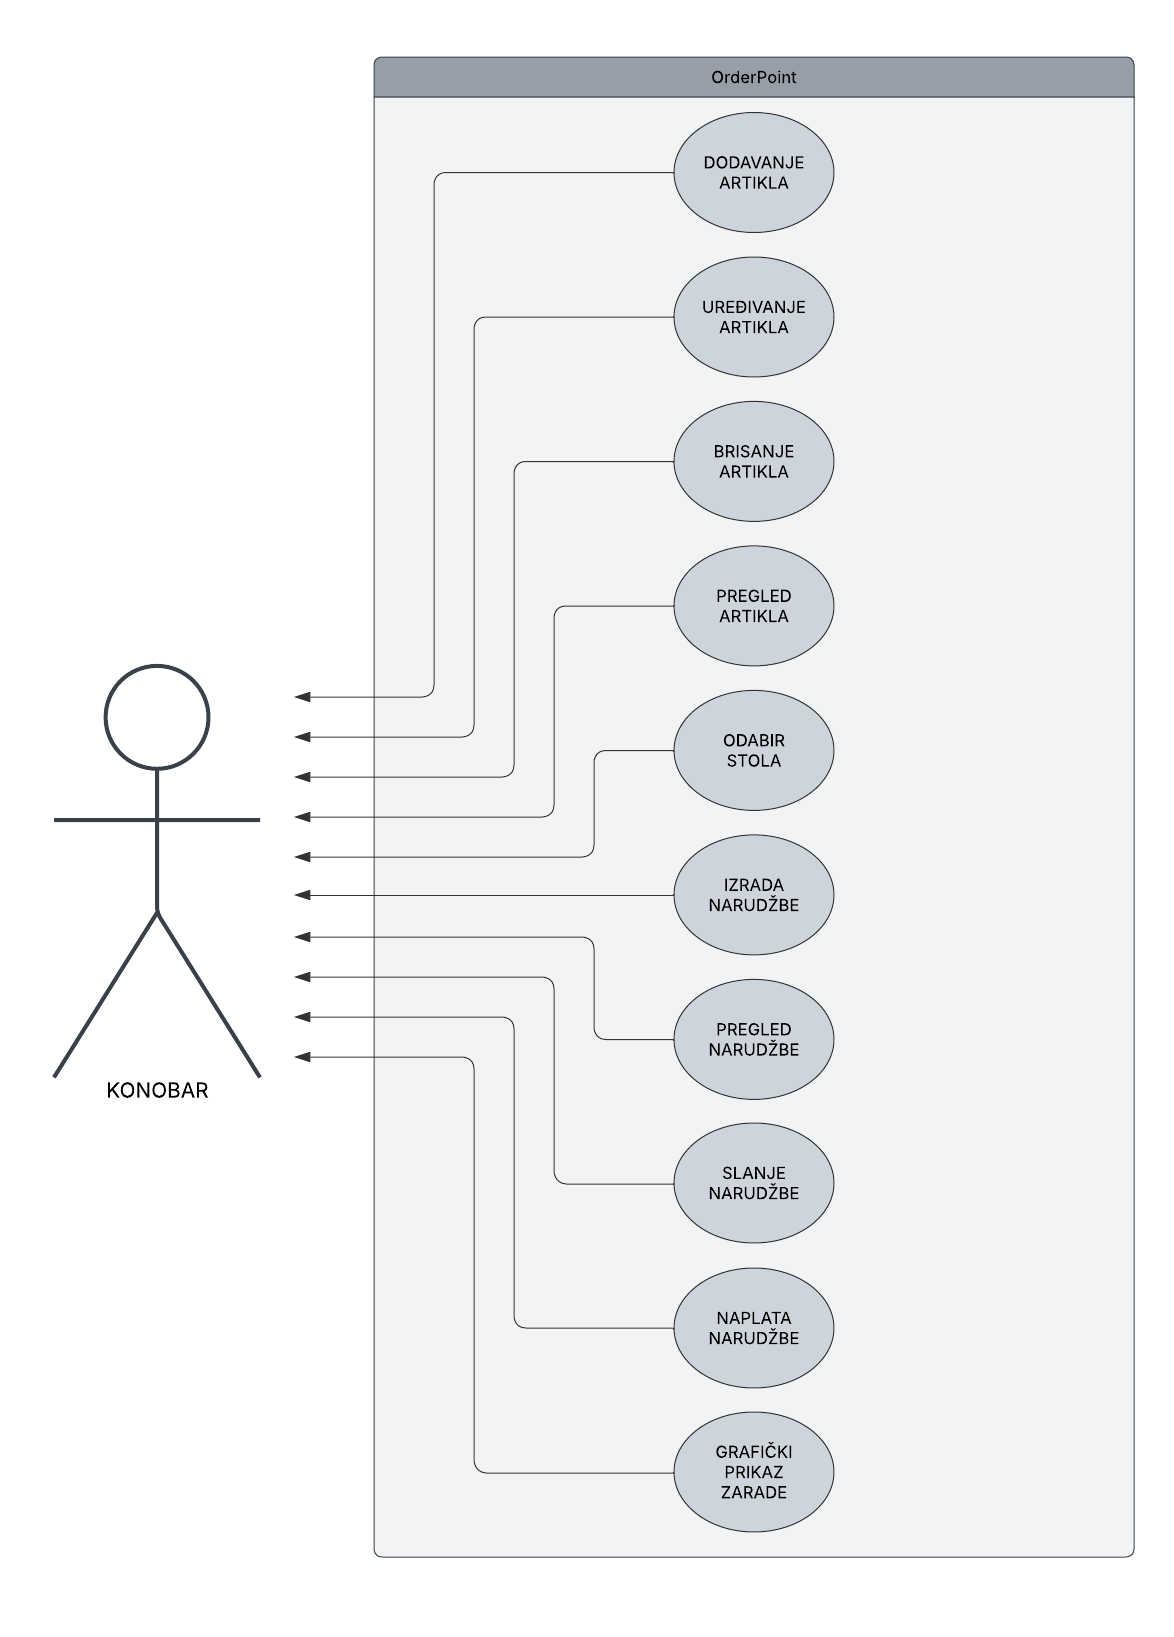 OrderPoint
DODAVANJE
ARTIKLA
UREĐIVANJE
ARTIKLA
BRISANJE
ARTIKLA
PREGLED
ARTIKLA
ODABIR
STOLA
IZRADA
NARUDŽBE
PREGLED
NARUDŽBE
SLANJE
NARUDŽBE
NAPLATA
NARUDŽBE
GRAFIČKI
PRIKAZ
ZARADE
KONOBAR